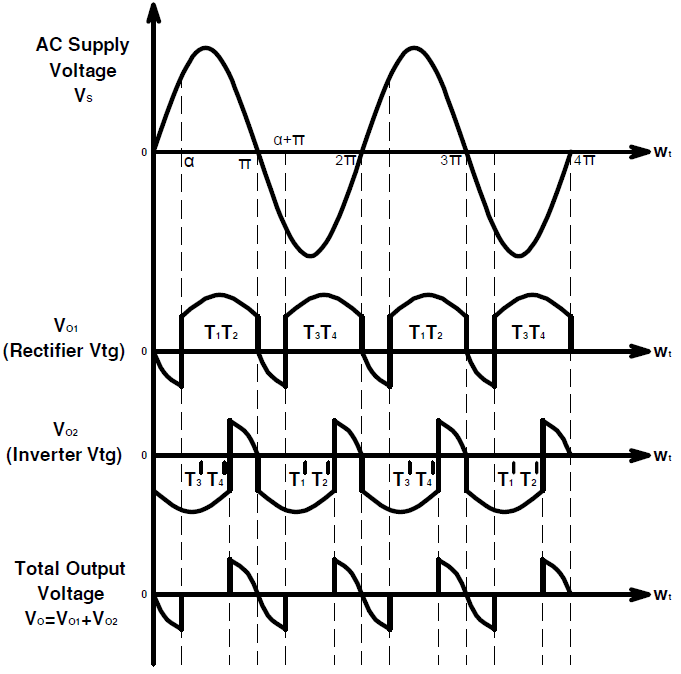 AC Supply
Voltage
Vs
0
α
π
α+π
2π
3π
4π
Wt
VO1
(Rectifier Vtg)
0
T1T2
T3T4
T1T2
T3T4
Wt
VO2
(Inverter Vtg)
0
T3' T4'
T1' T2'
T3' T4'
T1' T2'
Wt
Total Output
Voltage
VO=VO1+VO2
0
Wt